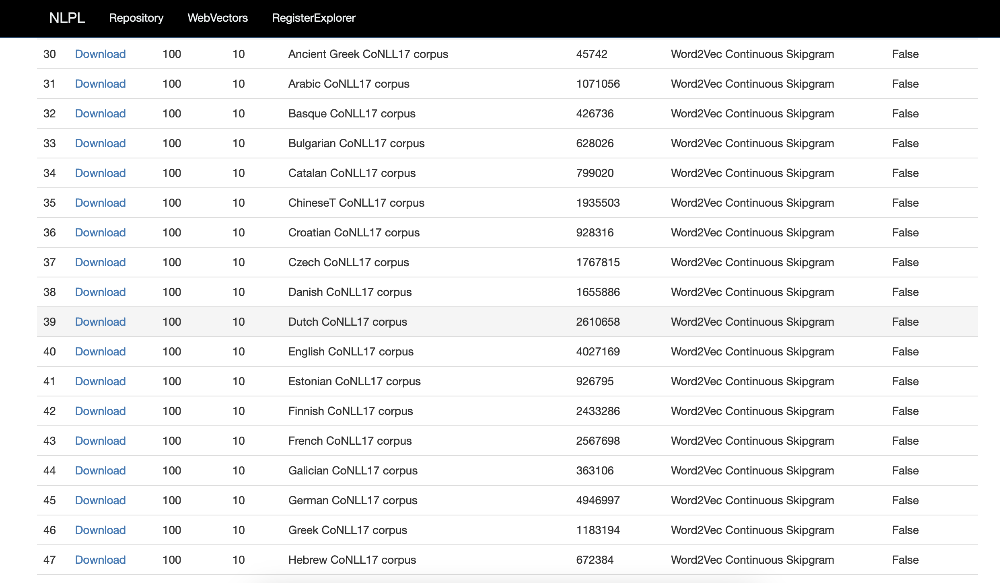 NLPL Repository WebVectors RegisterExplorer
30 Download 100 10 Ancient Greek CoNLL17 corpus 45742 Word2Vec Continuous Skipgram False
31 Download 100 10 Arabic CoNLL17 corpus 1071056 Word2Vec Continuous Skipgram False
32 Download 100 10 Basque CoNLL17 corpus 426736 Word2Vec Continuous Skipgram False
33 Download 100 10 Bulgarian CoNLL17 corpus 628026 Word2Vec Continuous Skipgram False
34 Download 100 10 Catalan CoNLL17 corpus 799020 Word2Vec Continuous Skipgram False
35 Download 100 10 ChineseT CoNLL17 corpus 1935503 Word2Vec Continuous Skipgram False
36 Download 100 10 Croatian CoNLL17 corpus 928316 Word2Vec Continuous Skipgram False
37 Download 100 10 Czech CoNLL17 corpus 1767815 Word2Vec Continuous Skipgram False
38 Download 100 10 Danish CoNLL17 corpus 1655886 Word2Vec Continuous Skipgram False
39 Download 100 10 Dutch CoNLL17 corpus 2610658 Word2Vec Continuous Skipgram False
40 Download 100 10 English CoNLL17 corpus 4027169 Word2Vec Continuous Skipgram False
41 Download 100 10 Estonian CoNLL17 corpus 926795 Word2Vec Continuous Skipgram False
42 Download 100 10 Finnish CoNLL17 corpus 2433286 Word2Vec Continuous Skipgram False
43 Download 100 10 French CoNLL17 corpus 2567698 Word2Vec Continuous Skipgram False
44 Download 100 10 Galician CoNLL17 corpus 363106 Word2Vec Continuous Skipgram False
45 Download 100 10 German CoNLL17 corpus 4946997 Word2Vec Continuous Skipgram False
46 Download 100 10 Greek CoNLL17 corpus 1183194 Word2Vec Continuous Skipgram False
47 Download 100 10 Hebrew CoNLL17 corpus 672384 Word2Vec Continuous Skipgram False